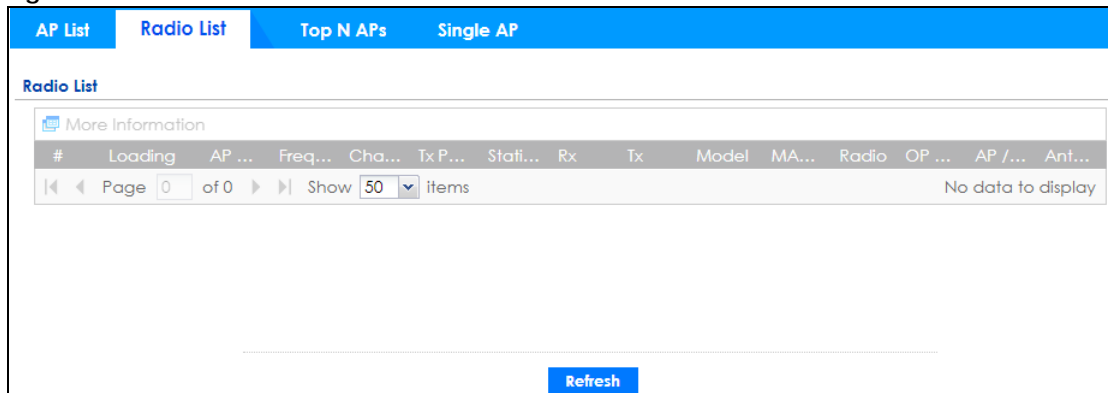 AP List Radio List Top N APs Single AP
Radio List
More Information
# Loading AP ... Freq... Cha... Tx P... Stati... Rx Tx Model MA... Radio OP ... AP /... Ant...
Page 0 of 0 Show 50 items No data to display
Refresh